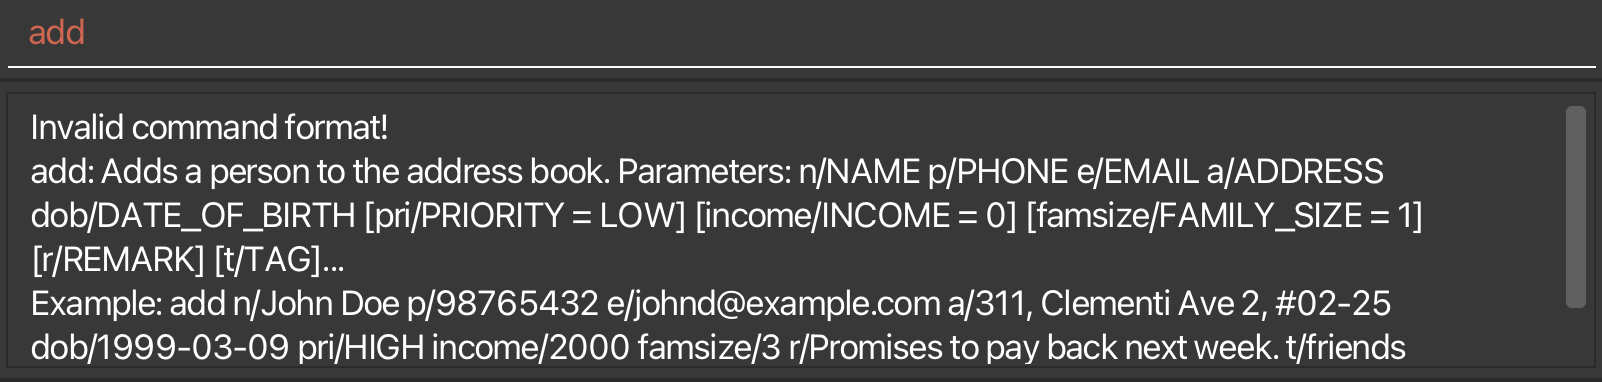 add
Invalid command format!
add: Adds a person to the address book. Parameters: n/NAME p/PHONE e/EMAIL a/ADDRESS
dob/DATE_OF_BIRTH [pri/PRIORITY = LOW] [income/INCOME = 0] [famsize/FAMILY_SIZE = 1]
[r/REMARK] [t/TAG]...
Example: add n/John Doe p/98765432 e/johnd@example.com a/311, Clementi Ave 2, #02-25
dob/1999-03-09 pri/HIGH income/2000 famsize/3 r/Promises to pay back next week. t/friends